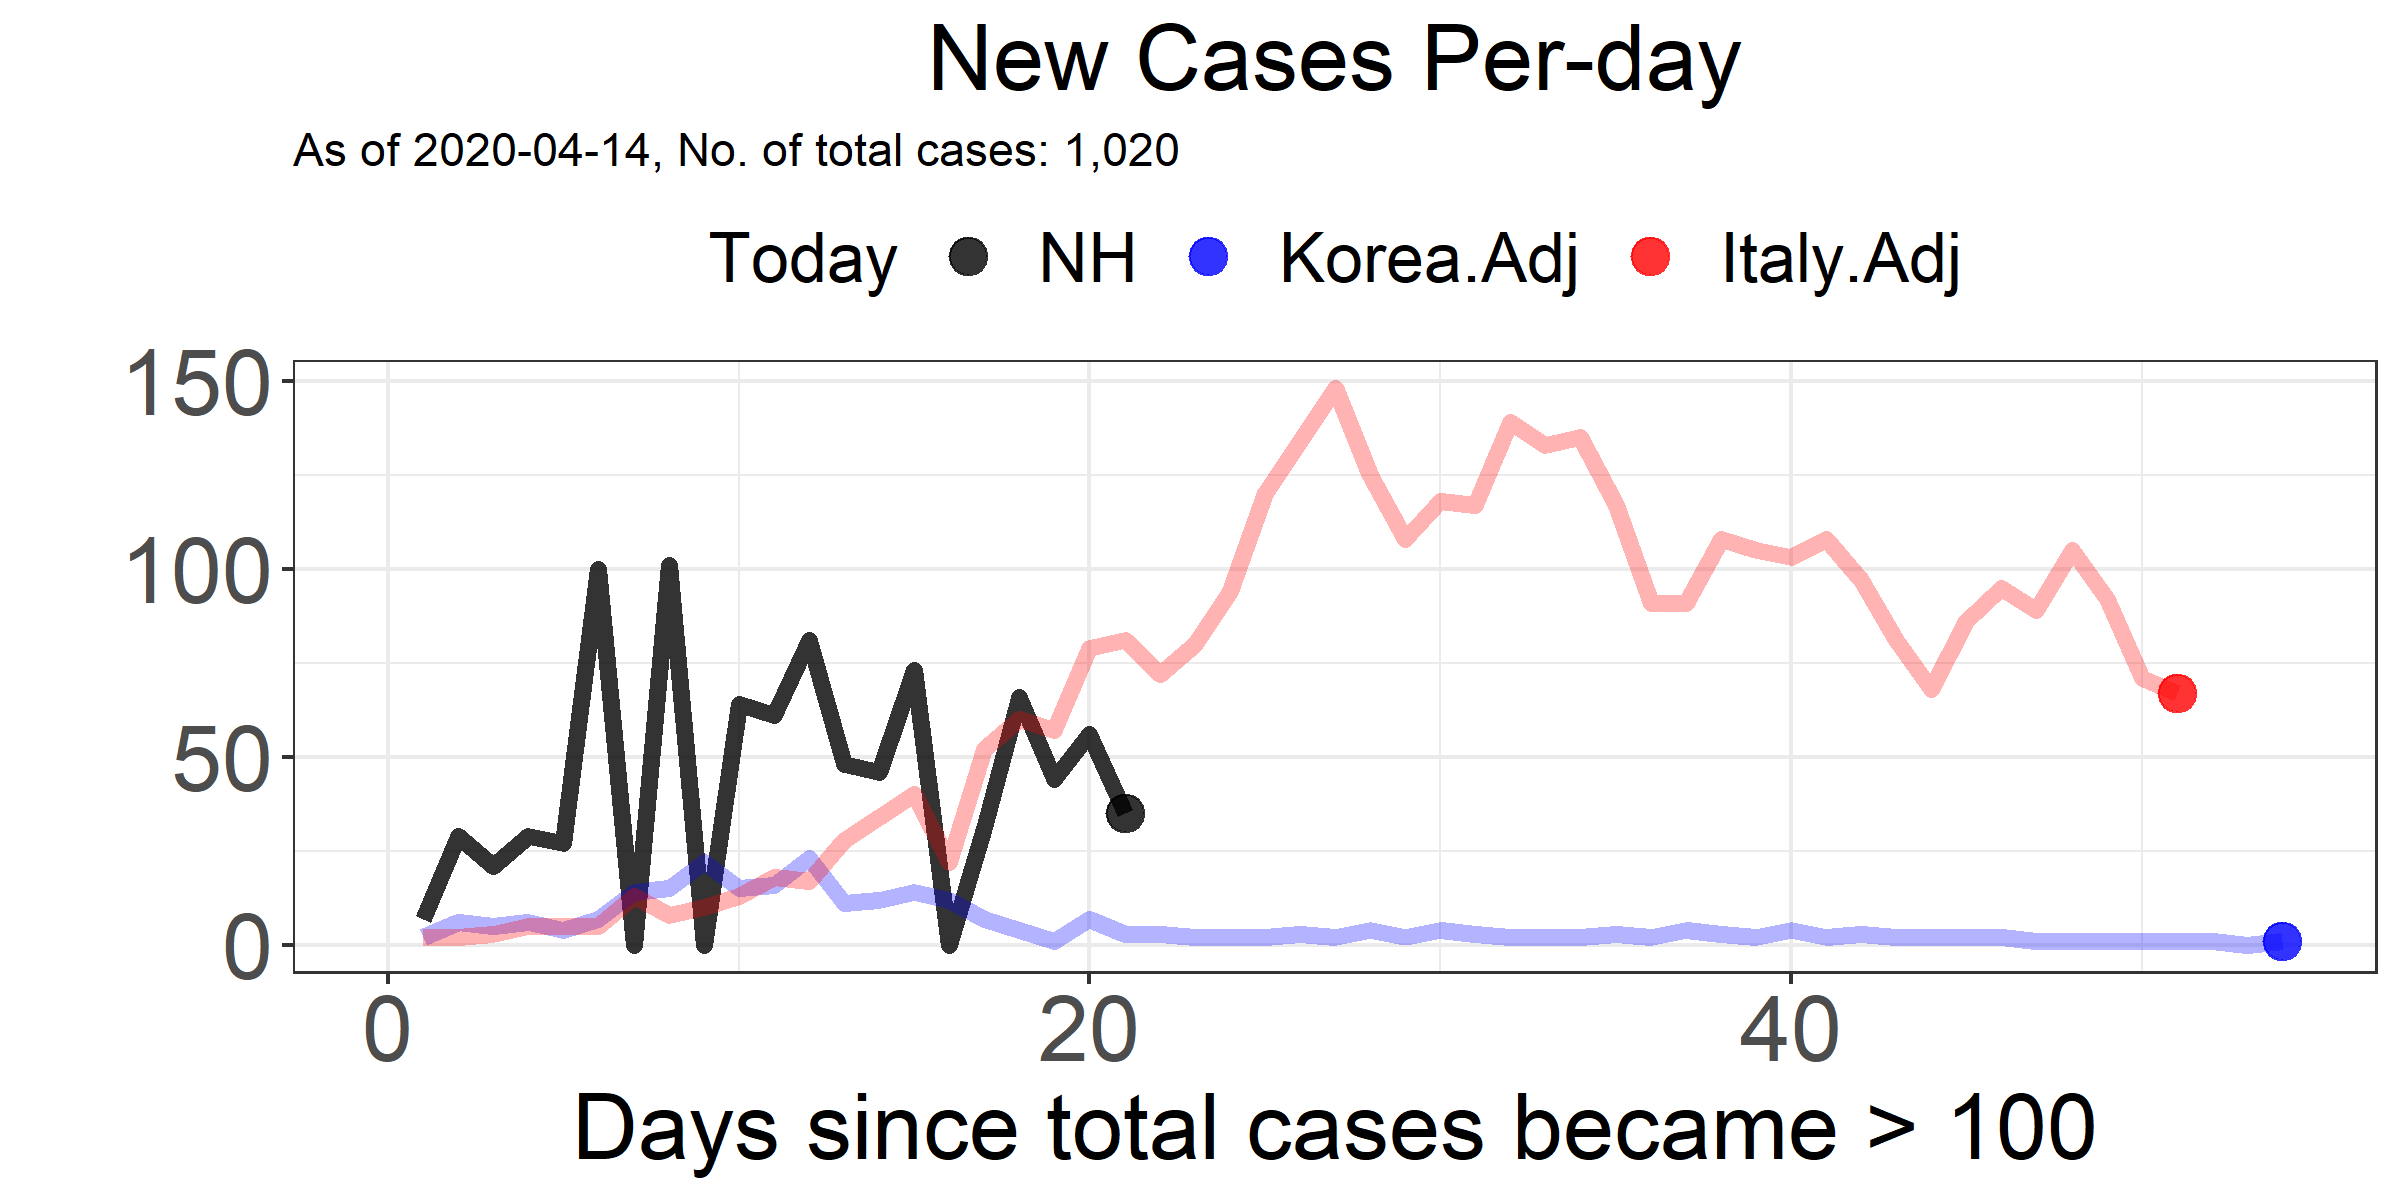 New Cases Per-day
As of 2020-04-14, No. of total cases: 1,020
Today NH Korea.Adj Italy.Adj
150
100
50
0
0 20 40
Days since total cases became > 100